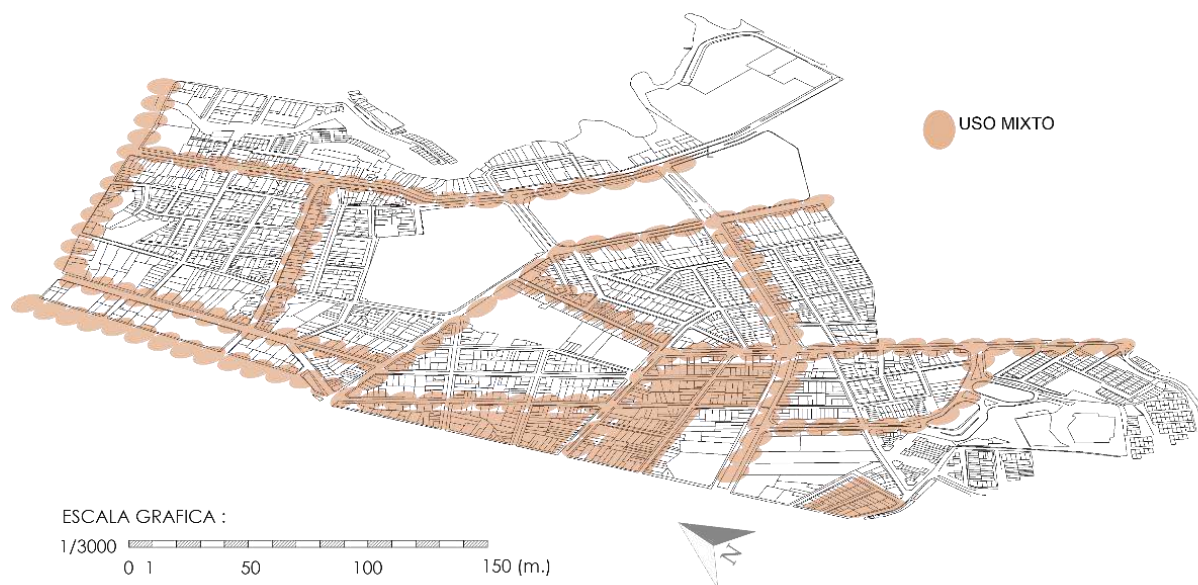 USO MIXTO
ESCALA GRAFICA :
1/3000
0 1 50 100 150 (m.)
N